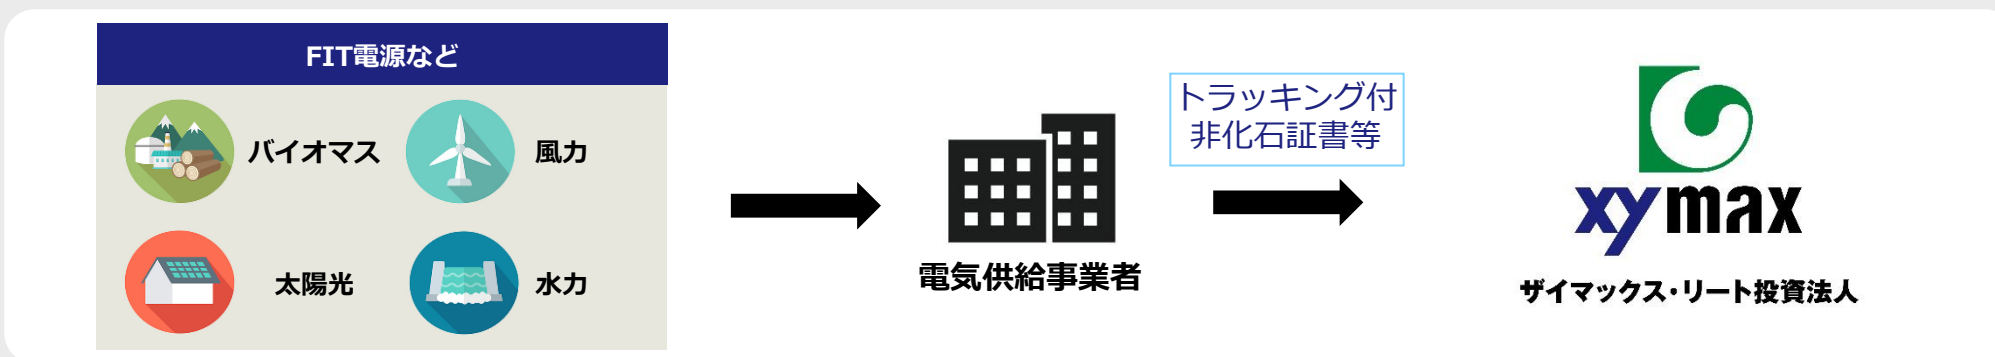 FIT電源など
バイオマス
風力
太陽光
水力
電気供給事業者
トラッキング付
非化石証書等
xymax
ザイマックス・リート投資法人